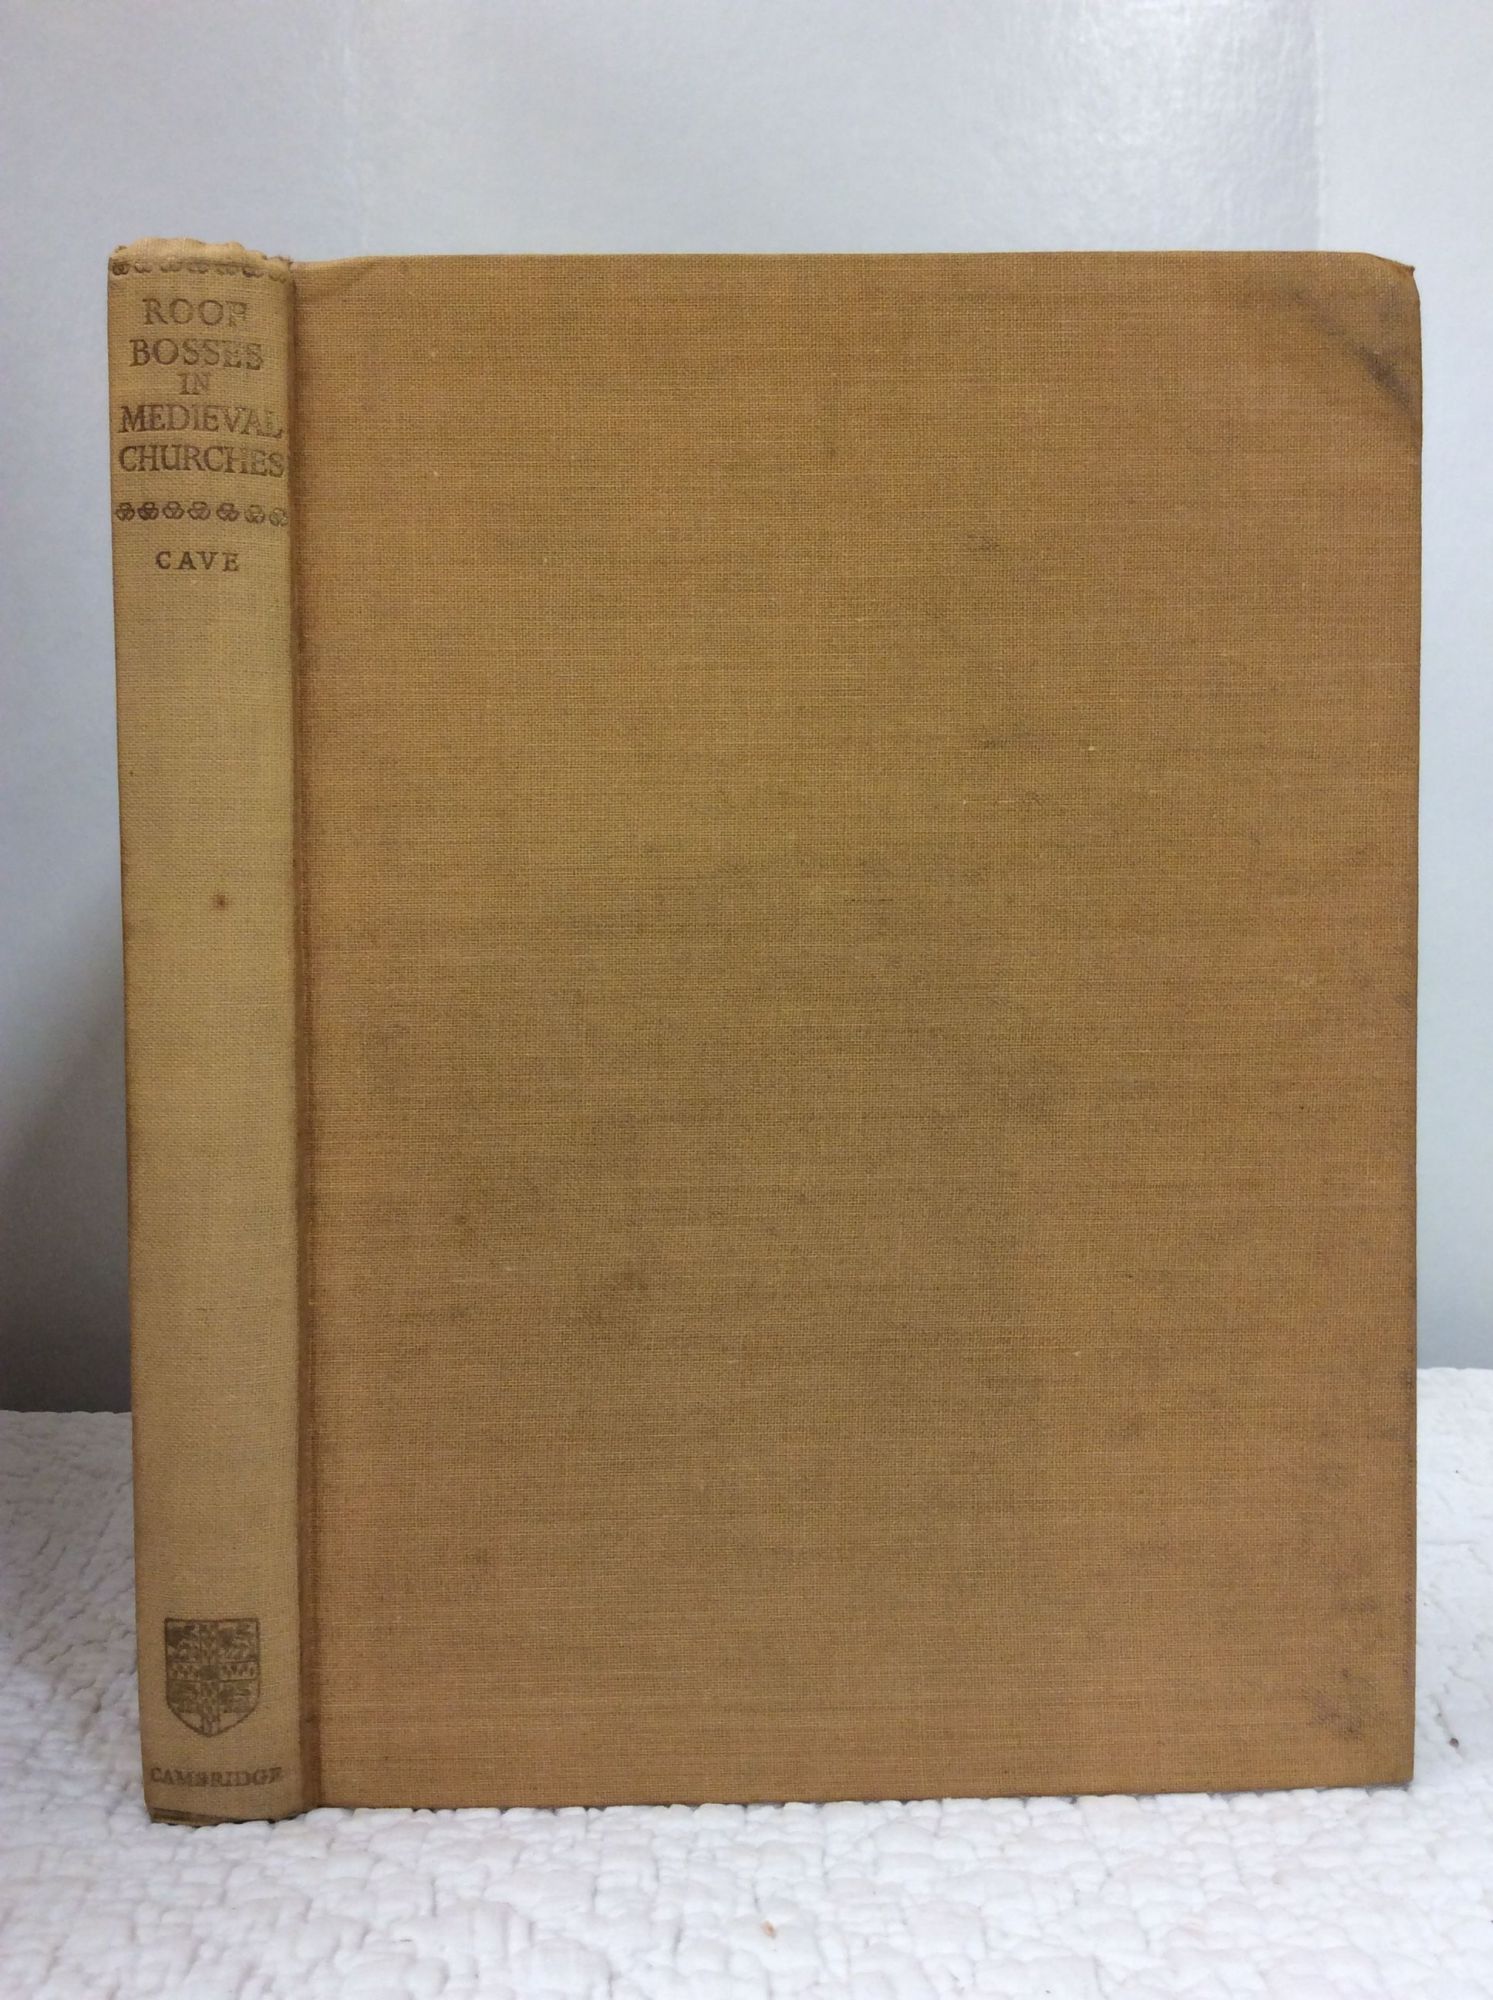 ROOF
BOSSES
IN
MEDIEVAL
CHURCHES
CAVE
CAMBRIDGE